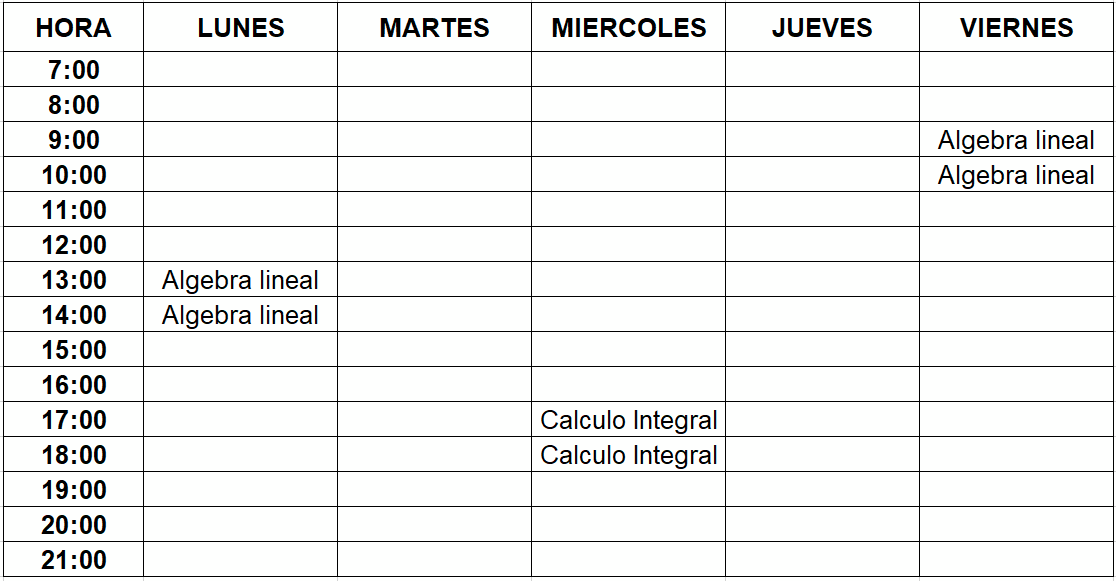 HORA LUNES MARTES MIERCOLES JUEVES VIERNES
7:00
8:00
9:00 Algebra lineal
10:00 Algebra lineal
11:00
12:00
13:00 Algebra lineal
14:00 Algebra lineal
15:00
16:00
17:00 Calculo Integral
18:00 Calculo Integral
19:00
20:00
21:00